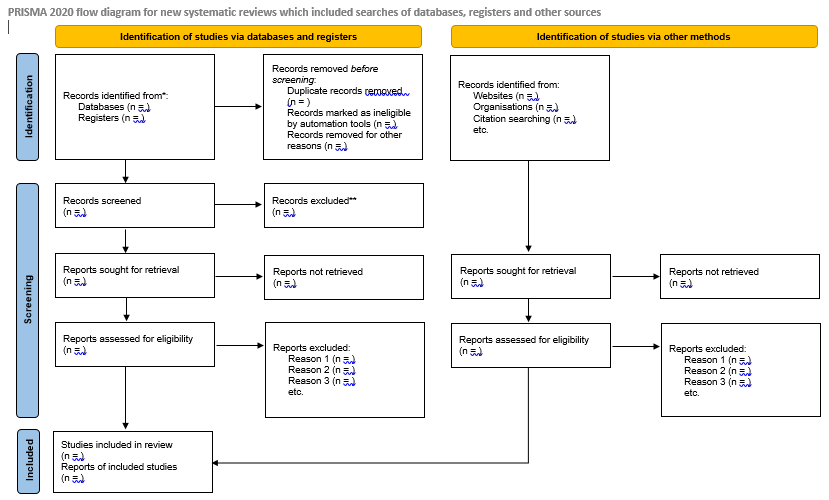 PRISMA 2020 flow diagram for new systematic reviews which included searches of databases, registers and other sources
Identification of studies via databases and registers
Identification of studies via other methods
Identification
Records identified from*:
Databases (n = )
Registers (n = )
Records removed before
screening:
Duplicate records removed
(n = )
Records marked as ineligible
by automation tools (n = )
Records removed for other
reasons (n = )
Records identified from:
Websites (n = )
Organisations (n = )
Citation searching (n = )
etc.
Screening
Records screened
(n = )
Records excluded**
(n = )
Reports sought for retrieval
(n = )
Reports not retrieved
(n = )
Reports sought for retrieval
(n = )
Reports not retrieved
(n = )
Reports assessed for eligibility
(n = )
Reports excluded:
Reason 1 (n = )
Reason 2 (n = )
Reason 3 (n = )
etc.
Reports assessed for eligibility
(n = )
Reports excluded:
Reason 1 (n = )
Reason 2 (n = )
Reason 3 (n = )
etc.
Included
Studies included in review
(n = )
Reports of included studies
(n = )